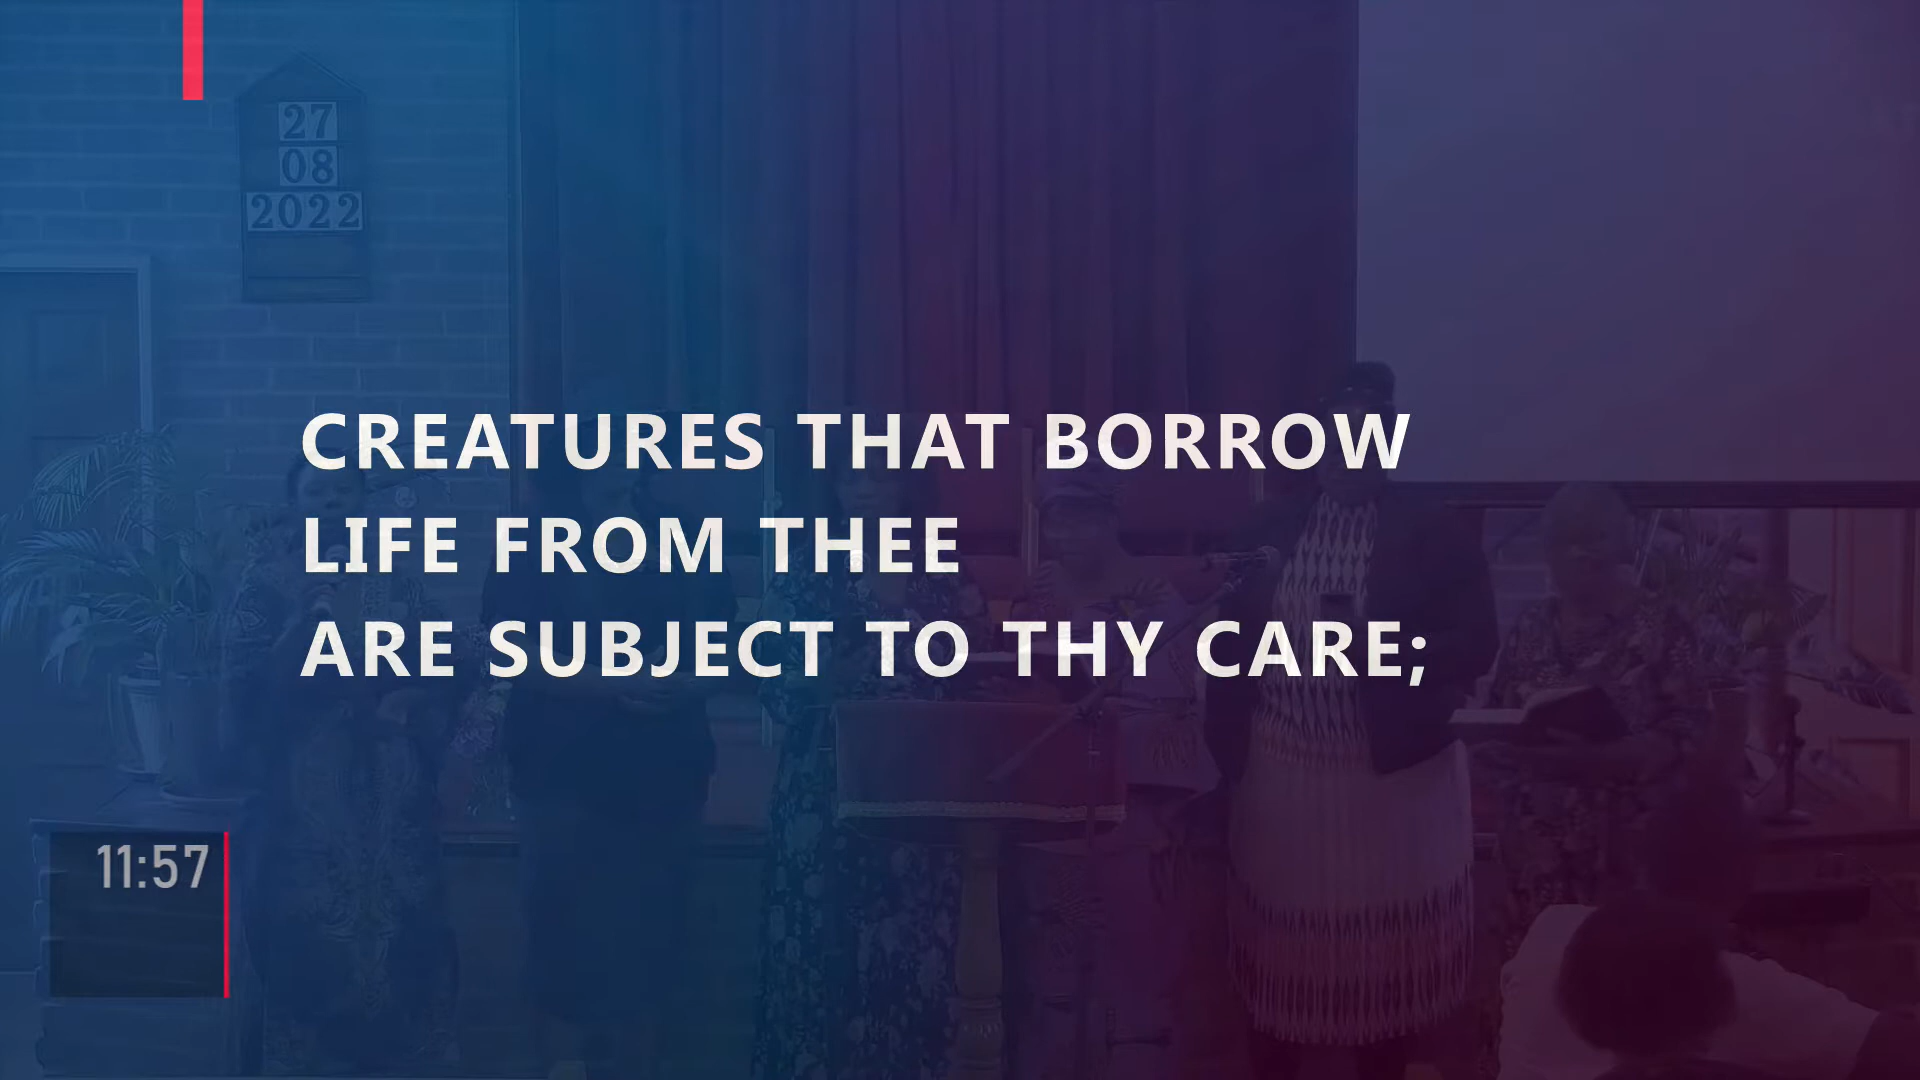 27
08
2022
CREATURES THAT BORROW
LIFE FROM THEE
ARE SUBJECT TO THY CARE;
11:57